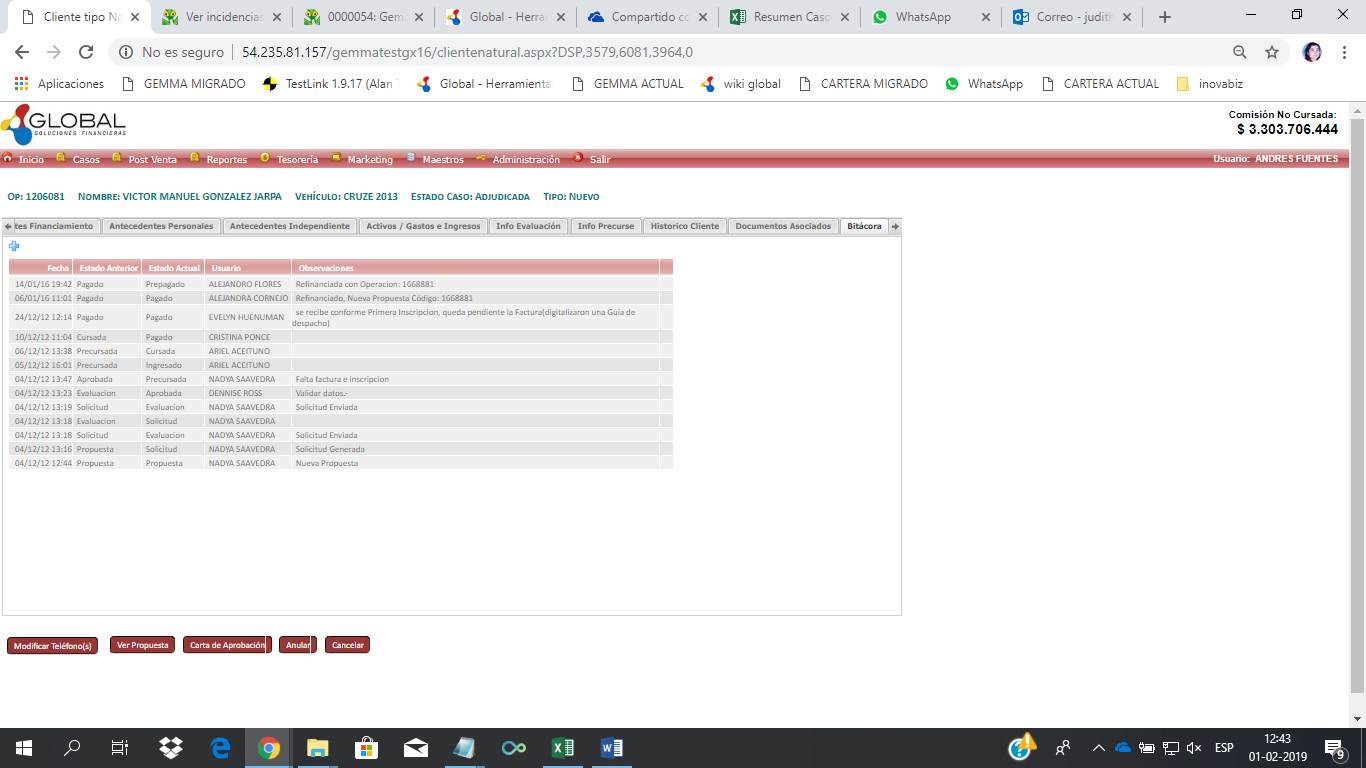 Cliente tipo Na
Ver incidencias
0000054: Gem
Global - Herra
Compartido co
Resumen Caso
WhatsApp
Correo - judith
No es seguro 54.235.81.157/gemmatestgx16/clientenatural.aspx?DSP,3579,6081,3964,0
Aplicaciones GEMMA MIGRADO TestLink 1.9.17 (Alan T Global - Herramienta: GEMMA ACTUAL wiki global CARTERA MIGRADO WhatsApp CARTERA ACTUAL inovabiz
GLOBAL
SOLUCIONES FINANCIERAS
Comisión No Cursada:
$ 3.303.706.444
Inicio Casos Post Venta Reportes Tesorería Marketing Maestros Administración Salir Usuario: ANDRES FUENTES
OP: 1206081 NOMBRE: VICTOR MANUEL GONZALEZ JARPA VEHÍCULO: CRUZE 2013 ESTADO CASO: ADJUDICADA TIPO: NUEVO
tes Financiamiento Antecedentes Personales Antecedentes Independiente Activos / Gastos e Ingresos Info Evaluación Info Precurse Historico Cliente Documentos Asociados Bitácora
Fecha Estado Anterior Estado Actual Usuario Observaciones
14/01/16 19:42 Pagado Prepagado ALEJANDRO FLORES Refinanciada con Operacion: 1668881
06/01/16 11:01 Pagado Pagado ALEJANDRA CORNEJO Refinanciado, Nueva Propuesta Código: 1668881
24/12/12 12:14 Pagado Pagado EVELYN HUENUMAN se recibe conforme Primera Inscripcion, queda pendiente la Factura(digitalizaron una Guia de
despacho)
10/12/12 11:04 Cursada Pagado CRISTINA PONCE
06/12/12 13:38 Precursada Cursada ARIEL ACEITUNO
05/12/12 16:01 Precursada Ingresado ARIEL ACEITUNO
04/12/12 13:47 Aprobada Precursada NADYA SAAVEDRA Falta factura e inscripcion
04/12/12 13:23 Evaluacion Aprobada DENNISE ROSS Validar datos.-
04/12/12 13:19 Solicitud Evaluacion NADYA SAAVEDRA Solicitud Enviada
04/12/12 13:18 Evaluacion Solicitud NADYA SAAVEDRA
04/12/12 13:18 Solicitud Evaluacion NADYA SAAVEDRA Solicitud Enviada
04/12/12 13:16 Propuesta Solicitud NADYA SAAVEDRA Solicitud Generada
04/12/12 12:44 Propuesta Propuesta NADYA SAAVEDRA Nueva Propuesta
Modificar Teléfono(s) Ver Propuesta Carta de Aprobación Anular Cancelar
ESP
12:43
01-02-2019
9